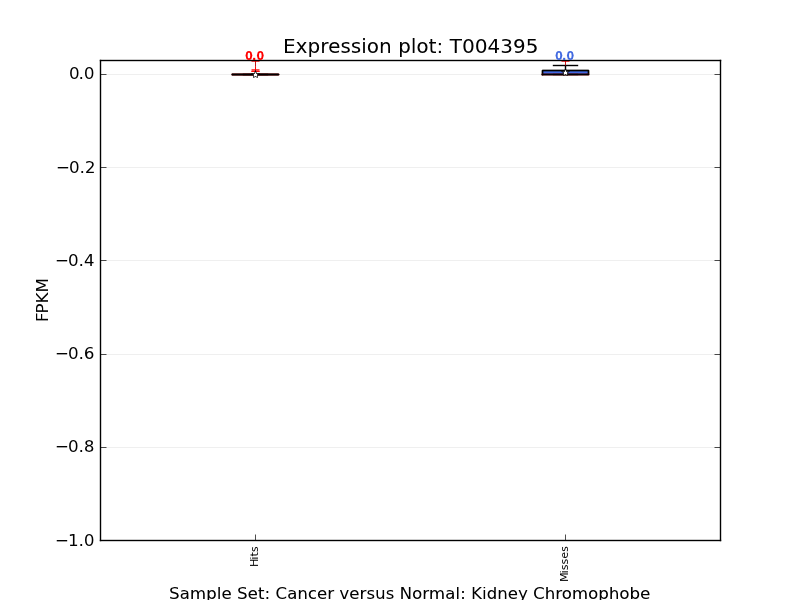 Expression plot: T004395
0.0 0.0
0.0
−0.2
−0.4
−0.6
−0.8
−1.0
FPKM
Hits Misses
Sample Set: Cancer versus Normal: Kidney Chromophobe